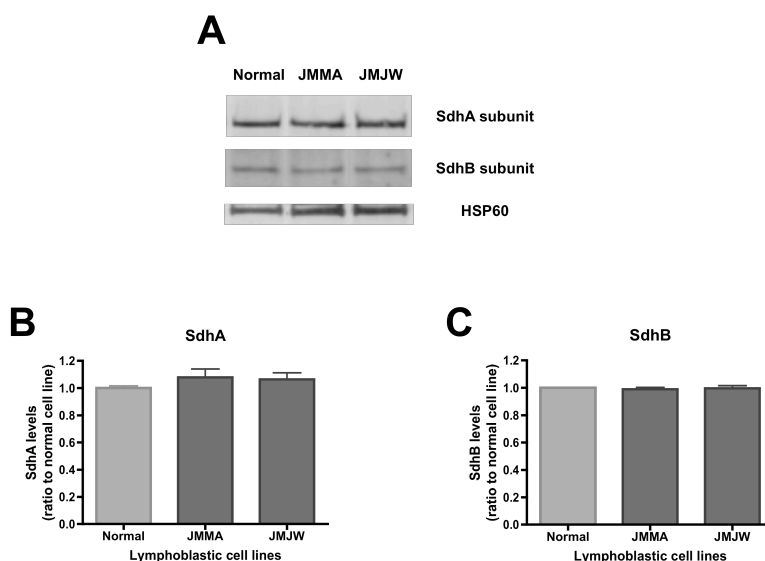 A
Normal JMMA JMJW
SdhA subunit
SdhB subunit
HSP60
B
SdhA
SdhA levels
(ratio to normal cell line)
1.2
1.0
0.8
0.6
0.4
0.2
0.0
Normal JMMA JMJW
Lymphoblastic cell lines
C
SdhB
SdhB levels
(ratio to normal cell line)
1.2
1.0
0.8
0.6
0.4
0.2
0.0
Normal JMMA JMJW
Lymphoblastic cell lines